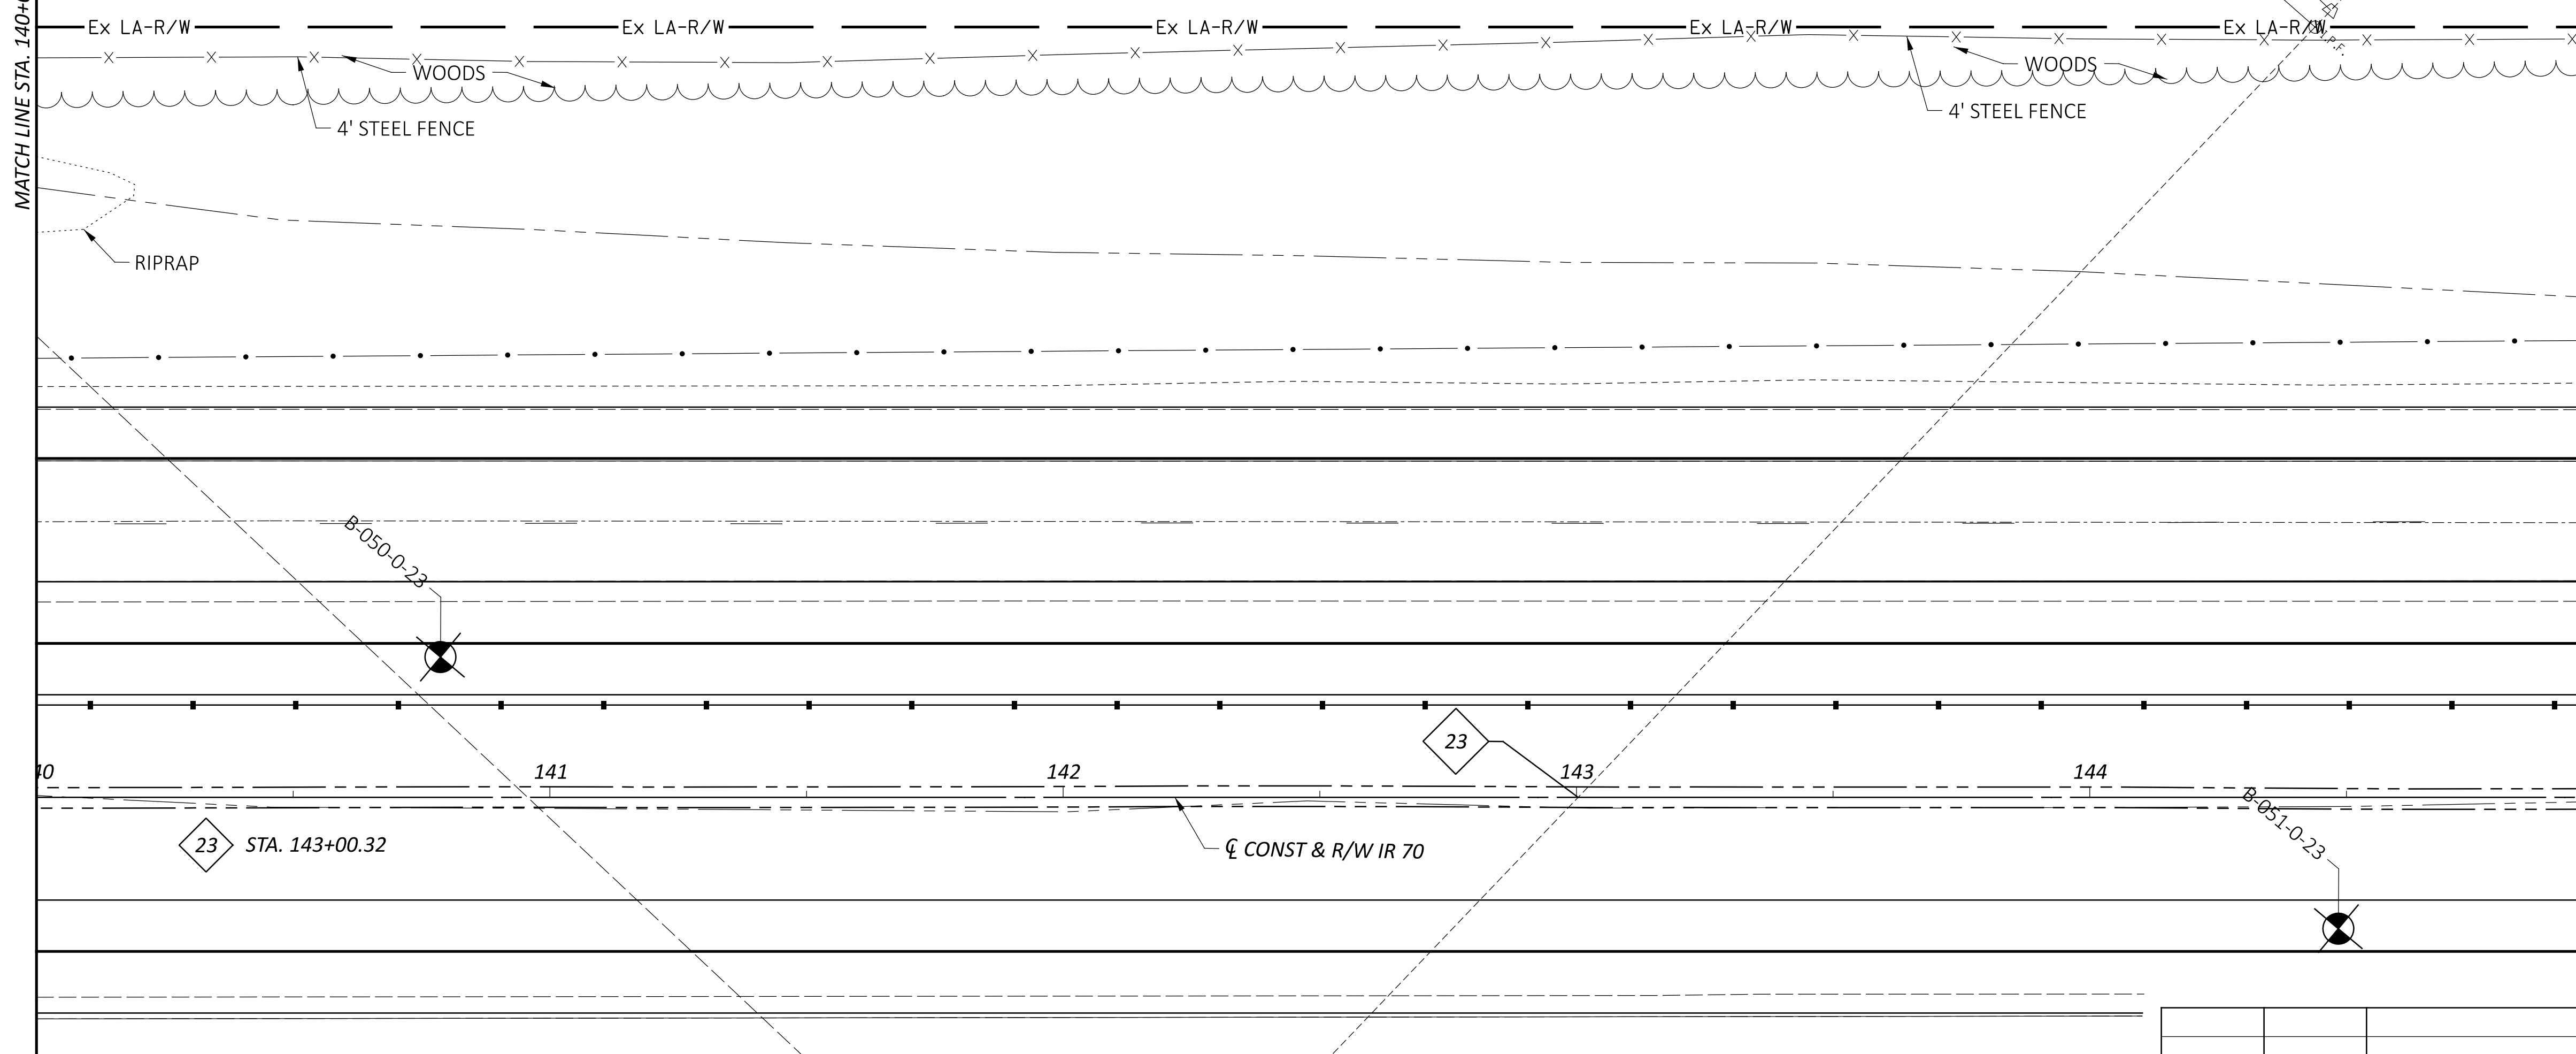 MATCH LINE STA. 140+
Ex LA-R/W
Ex LA-R/W
Ex LA-R/W
Ex LA-R/W
Ex LA-R/W
WOODS
WOODS
4' STEEL FENCE
4' STEEL FENCE
RIPRAP
B-050-0-23
23
40
141
142
143
144
23 STA. 143+00.32
℄ CONST & R/W IR 70
B-051-0-23